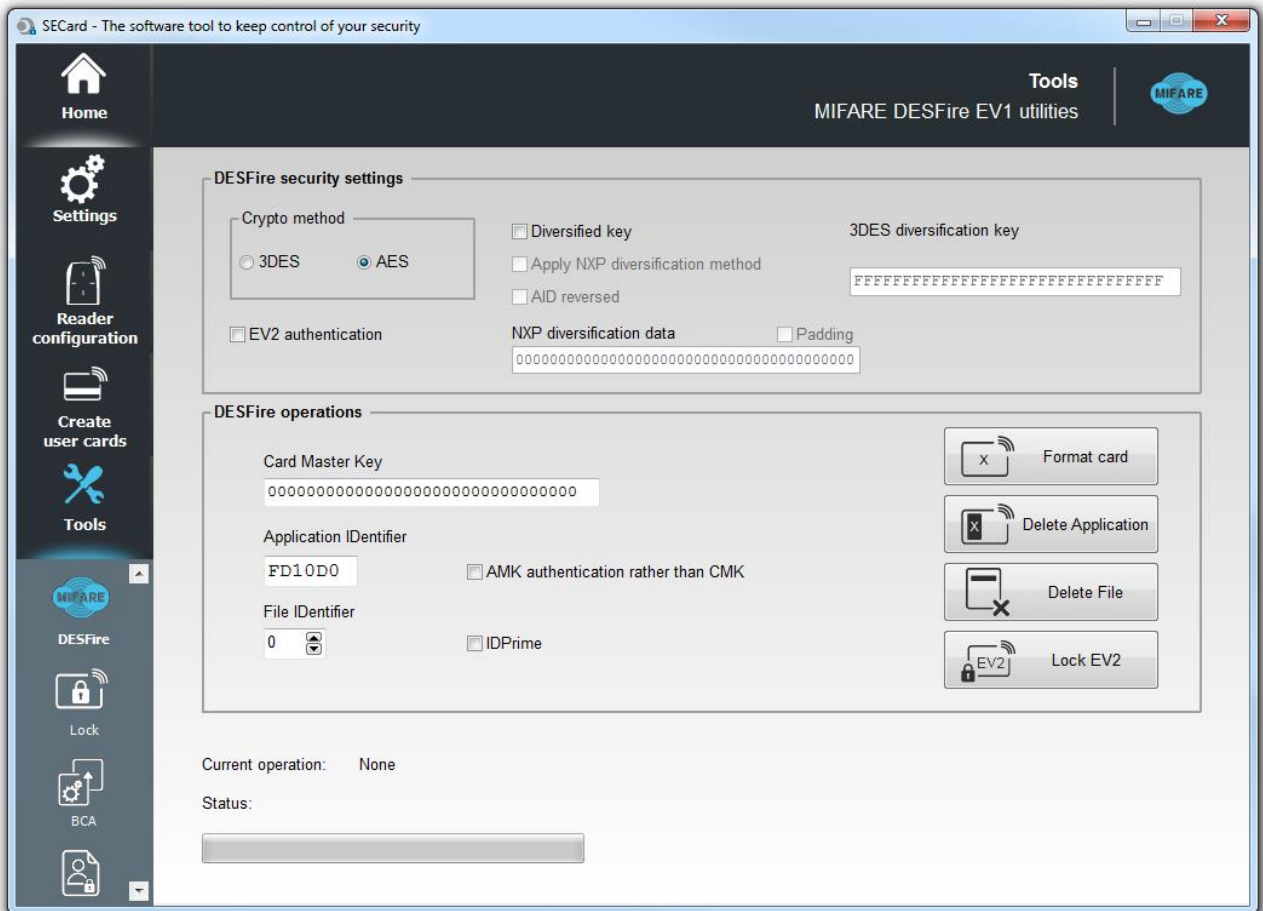 SECard - The software tool to keep control of your security
Home
Tools
MIFARE DESFire EV1 utilities
MIFARE
Settings
Reader
configuration
Create
user cards
Tools
MIFARE
DESFire
Lock
BCA
DESFire security settings
Crypto method
3DES
AES
EV2 authentication
Diversified key
Apply NXP diversification method
AID reversed
NXP diversification data
Padding
3DES diversification key
FFFFFFFFFFFFFFFFFFFFFFFFFFFFFFFF
DESFire operations
Card Master Key
00000000000000000000000000000000
Application IDentifier
FD10D0
AMK authentication rather than CMK
File IDentifier
0
IDPrime
X
Format card
X
Delete Application
Delete File
EV2
Lock EV2
Current operation: None
Status: